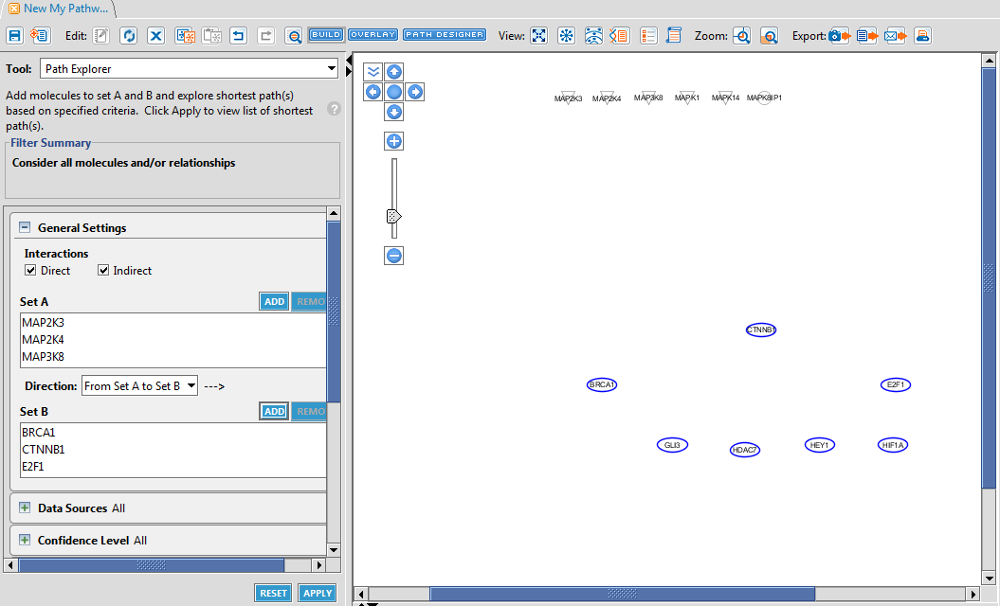 New My Pathw...
Edit: BUILD OVERLAY PATH DESIGNER View: Zoom: Export:
Tool: Path Explorer
Add molecules to set A and B and explore shortest path(s)
based on specified criteria. Click Apply to view list of shortest
path(s).
?
Filter Summary
Consider all molecules and/or relationships
General Settings
Interactions
Direct Indirect
Set A ADD REMO
MAP2K3
MAP2K4
MAP3K8
Direction: From Set A to Set B --->
Set B ADD REMO
BRCA1
CTNNB1
E2F1
Data Sources All
Confidence Level All
RESET APPLY
MAP2K3 MAP2K4 MAP3K8 MAPK1 MAPK14 MAPK8IP1
CTNNB1
BRCA1 E2F1
GLI3 HDAC7 HEY1 HIF1A